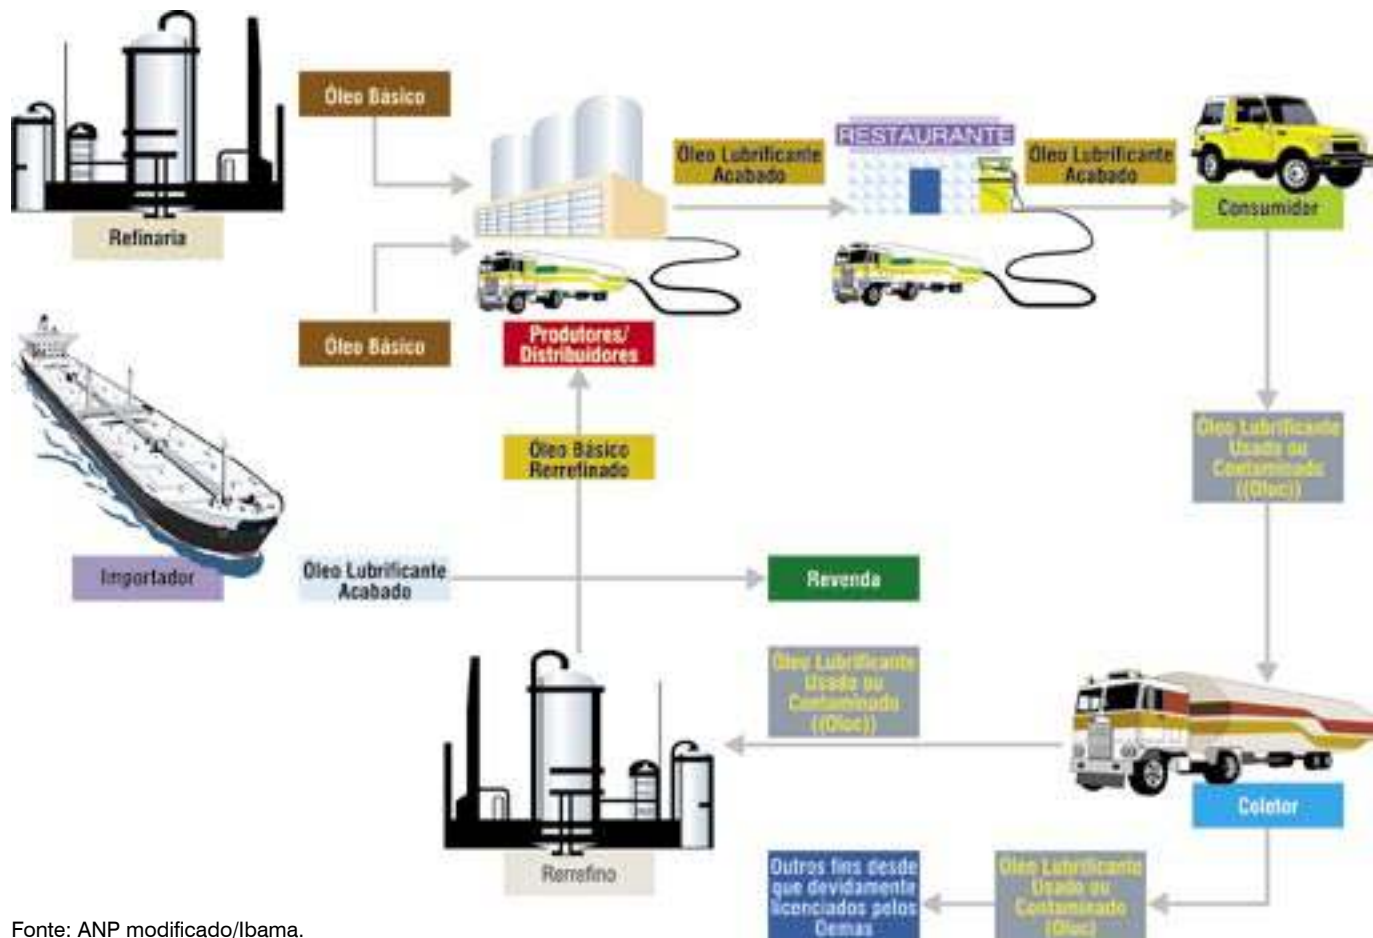 Óleo Básico
Refinaria
Óleo Básico
Produtores/
Distribuidores
Óleo Lubrificante
Acabado
RESTAURANTE
Óleo Lubrificante
Acabado
Consumidor
Óleo Lubrificante
Usado ou
Contaminado
((Oluc))
Óleo Básico
Rerrefinado
Importador
Óleo Lubrificante
Acabado
Revenda
Óleo Lubrificante
Usado ou
Contaminado
((Oluc))
Coletor
Rerrefino
Outros fins desde
que devidamente
licenciados pelos
Oemas
Óleo Lubrificante
Usado ou
Contaminado
(Oluc)
Fonte: ANP modificado/Ibama.